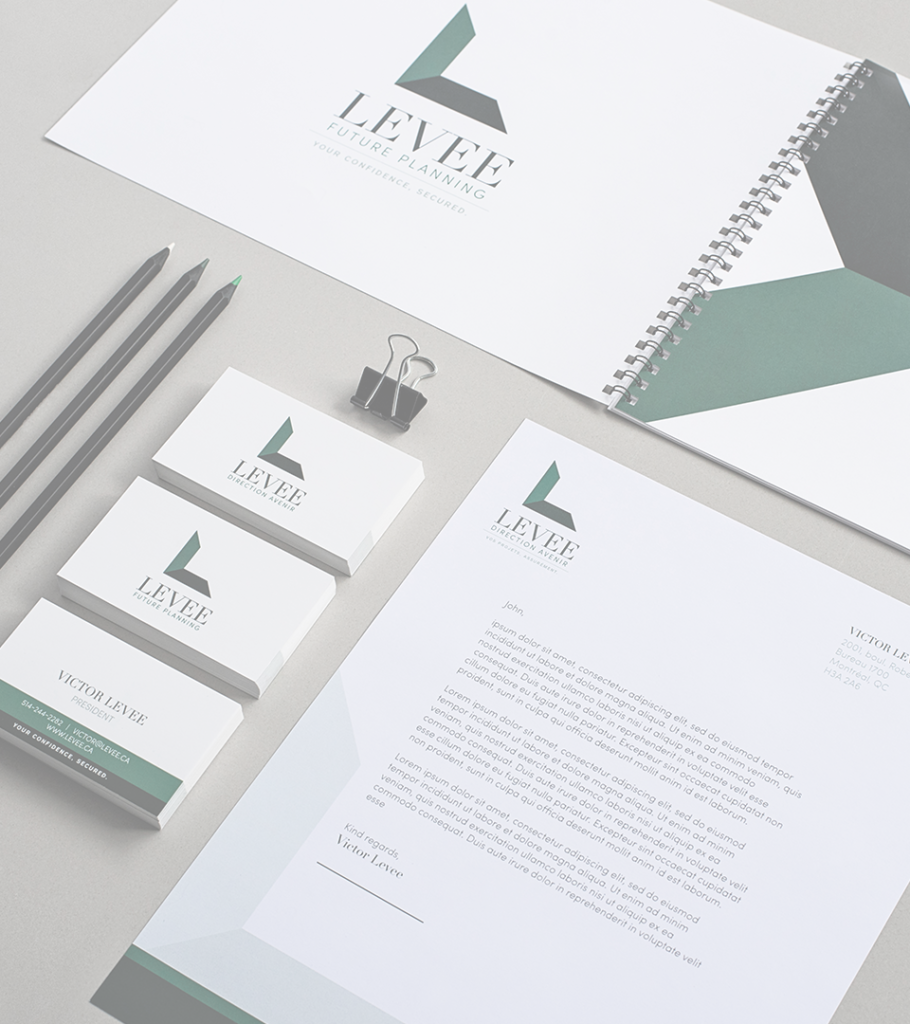 LEVEE
FUTURE PLANNING
YOUR CONFIDENCE, SECURED
LEVEE
DIRECTION AVENIR
LEVEE
FUTURE PLANNING
VICTOR LEVEE
PRESIDENT
514-244-2282 | VICTOR@LEVEE.CA
WWW.LEVEE.CA
YOUR CONFIDENCE, SECURED.
LEVEE
DIRECTION AVENIR
VICTOR LE
Montreal, QC
H3A 2A6
John,
ipsum dolor sit amet, consectetur adipiscing elit, sed do eiusmod tempor
incididunt ut labore et dolore magna aliqua. Ut enim ad minim veniam, quis
nostrud exercitation ullamco laboris nisi ut aliquip ex ea commodo
consequat. Duis aute irure dolor in reprehenderit in voluptate velit esse
cillum dolore eu fugiat nulla pariatur. Excepteur sint occaecat cupidatat non
proident, sunt in culpa qui officia deserunt mollit anim id est laborum.
Lorem ipsum dolor sit amet, consectetur adipiscing elit, sed do eiusmod
tempor incididunt ut labore et dolore magna aliqua. Ut enim ad minim
veniam, quis nostrud exercitation ullamco laboris nisi ut aliquip ex ea
commodo consequat. Duis aute irure dolor in reprehenderit in voluptate velit
esse cillum dolore eu fugiat nulla pariatur. Excepteur sint occaecat cupidatat
non proident, sunt in culpa qui officia deserunt mollit anim id est laborum.
Lorem ipsum dolor sit amet, consectetur adipiscing elit, sed do eiusmod
tempor incididunt ut labore et dolore magna aliqua. Ut enim ad minim
veniam, quis nostrud exercitation ullamco laboris nisi ut aliquip ex ea
commodo consequat. Duis aute irure dolor in reprehenderit in voluptate velit
esse
Kind regards,
Victor Levee